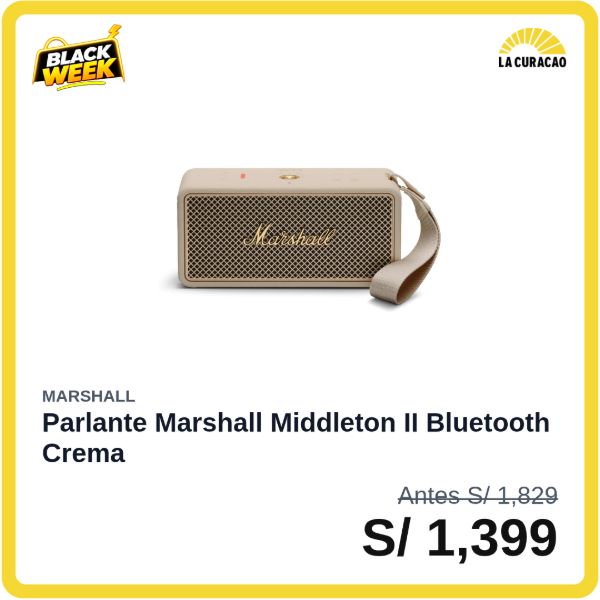 BLACK
WEEK
LA CURACAO
Marshall
MARSHALL
Parlante Marshall Middleton II Bluetooth
Crema
Antes S/ 1,829
S/ 1,399